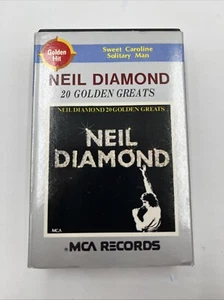 Golden
Hit
Sweet Caroline
Solitary Man
NEIL DIAMOND
20 GOLDEN GREATS
NEIL DIAMOND 20 GOLDEN GREATS
NEIL
DIAMOND
MCA
MCA RECORDS